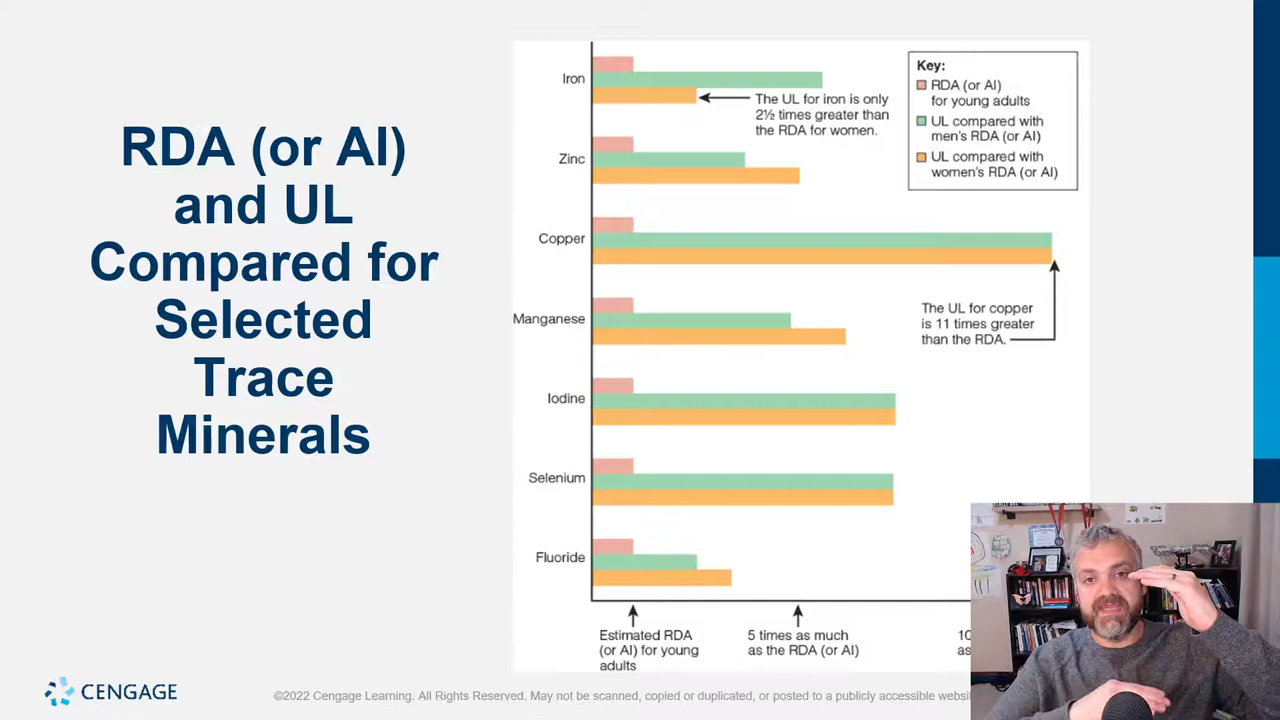 RDA (or AI)
and UL
Compared for
Selected
Trace
Minerals
Iron
Zinc
Copper
Manganese
Iodine
Selenium
Fluoride
Key:
RDA (or AI)
for young adults
UL compared with
men's RDA (or AI)
UL compared with
women's RDA (or AI)
The UL for iron is only
2½ times greater than
the RDA for women.
The UL for copper
is 11 times greater
than the RDA.
Estimated RDA
(or AI) for young
adults
5 times as much
as the RDA (or AI)
10
as
CENGAGE
©2022 Cengage Learning. All Rights Reserved. May not be scanned, copied or duplicated, or posted to a publicly accessible